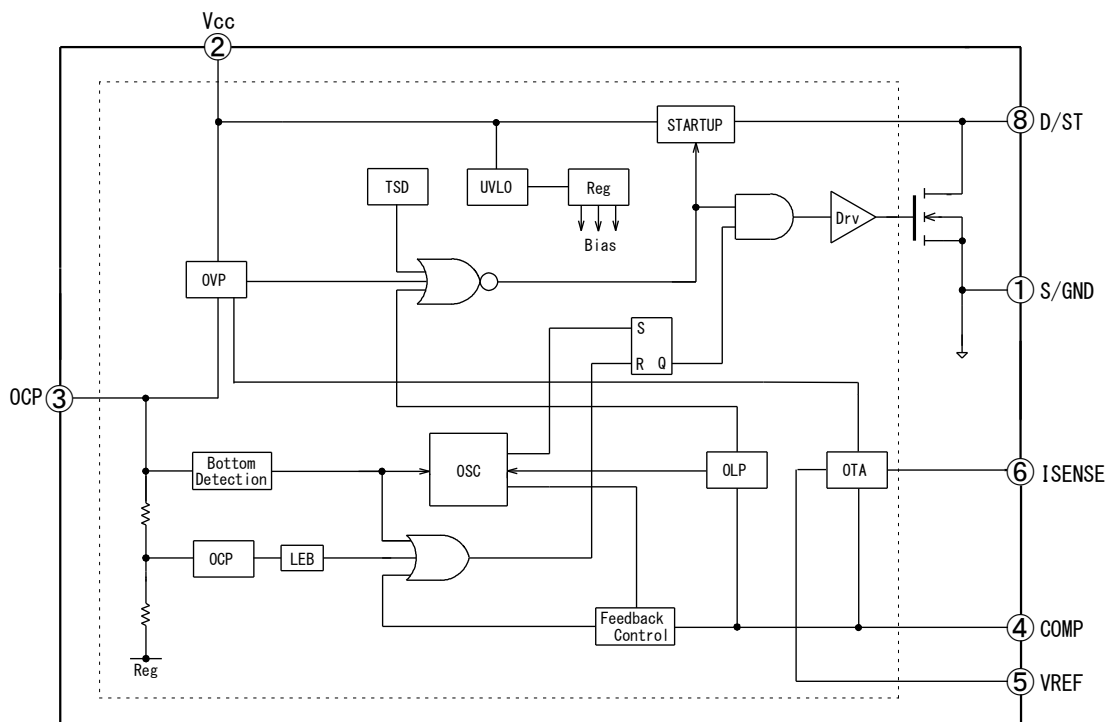 Vcc
②
STARTUP
⑧ D/ST
TSD
UVLO
Reg
Bias
Drv
OVP
① S/GND
S
R Q
OCP ③
Bottom
Detection
OSC
OLP
OTA
⑥ ISENSE
OCP
LEB
Feedback
Control
④ COMP
Reg
⑤ VREF